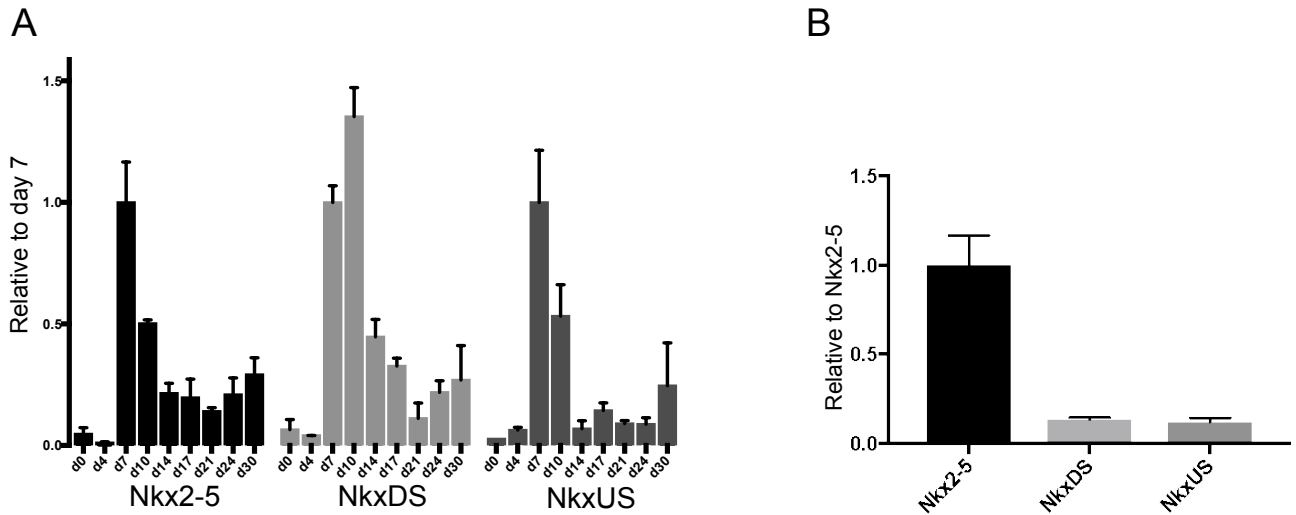 A
Relative to day 7
1.5
1.0
0.5
0.0
d0 d4 d7 d10 d14 d17 d21 d24 d30
d0 d4 d7 d10 d14 d17 d21 d24 d30
d0 d4 d7 d10 d14 d17 d21 d24 d30
Nkx2-5
NkxDS
NkxUS
B
Relative to Nkx2-5
1.5
1.0
0.5
0.0
Nkx2-5
NkxDS
NkxUS